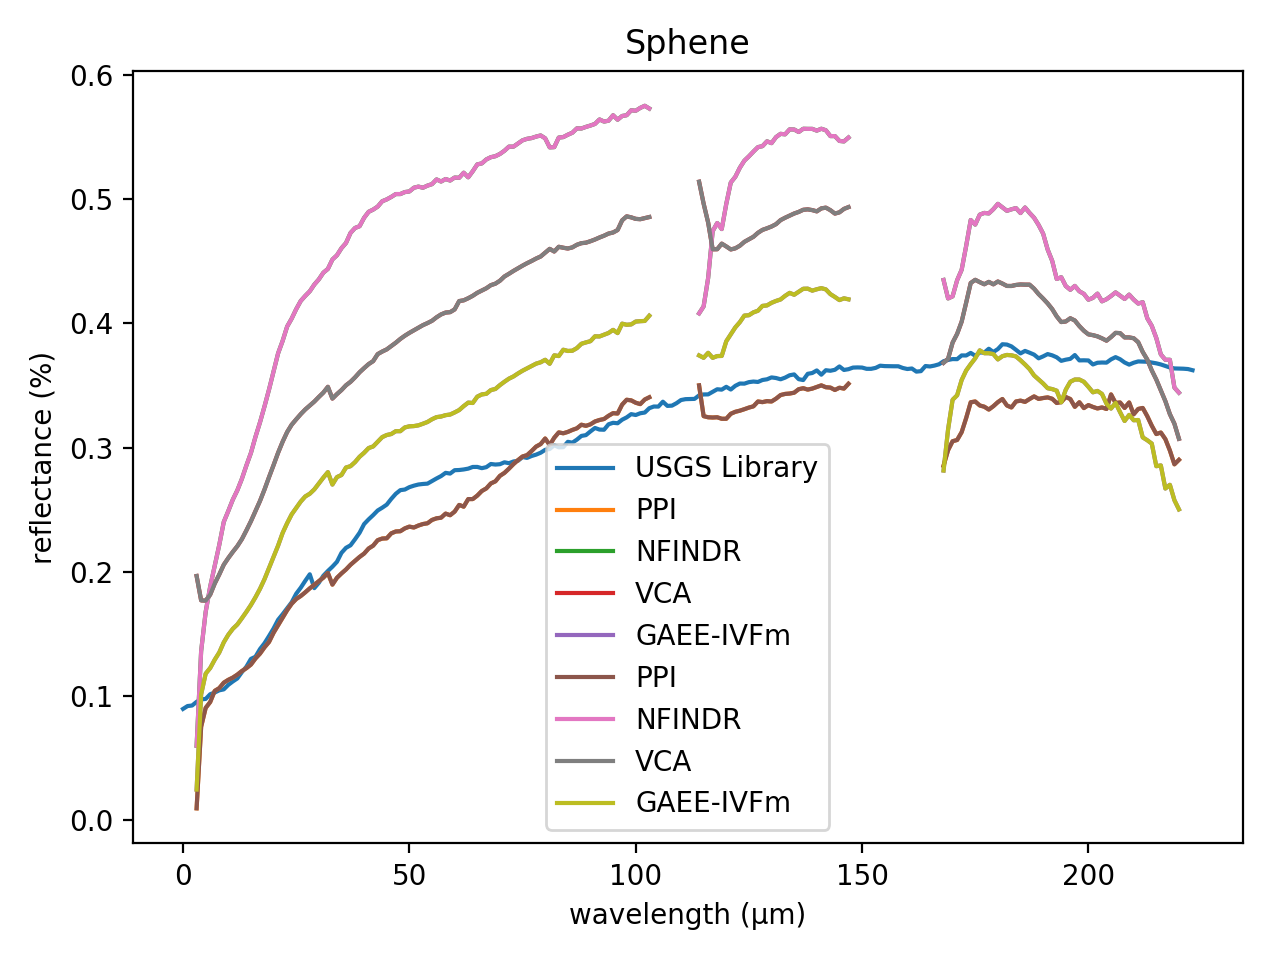 Sphene
0.6
0.5
0.4
0.3
0.2
0.1
0.0
reflectance (%)
USGS Library
PPI
NFINDR
VCA
GAEE-IVFm
PPI
NFINDR
VCA
GAEE-IVFm
0 50 100 150 200
wavelength (μm)